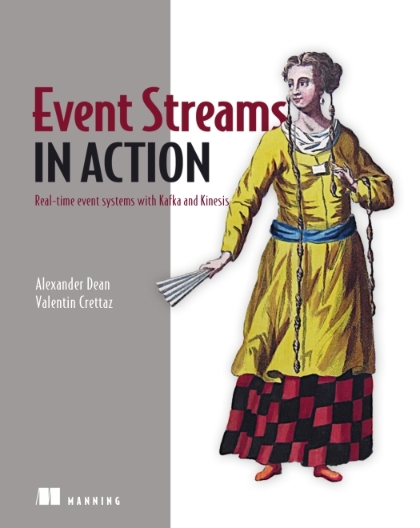 Event Streams
IN ACTION
Real-time event systems with Kafka and Kinesis
Alexander Dean
Valentin Crettaz
MANNING